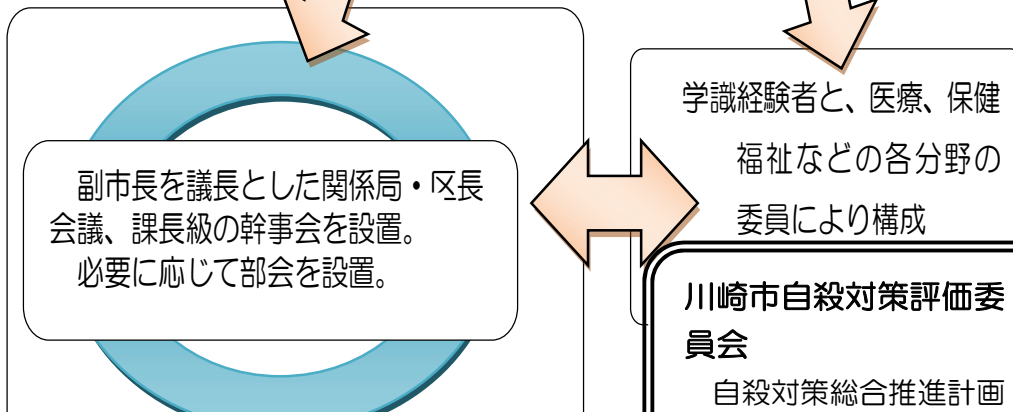 副市長を議長とした関係局・区長
会議、課長級の幹事会を設置。
必要に応じて部会を設置。
学識経験者と、医療、保健
福祉などの各分野の
委員により構成
川崎市自殺対策評価委
員会
自殺対策総合推進計画